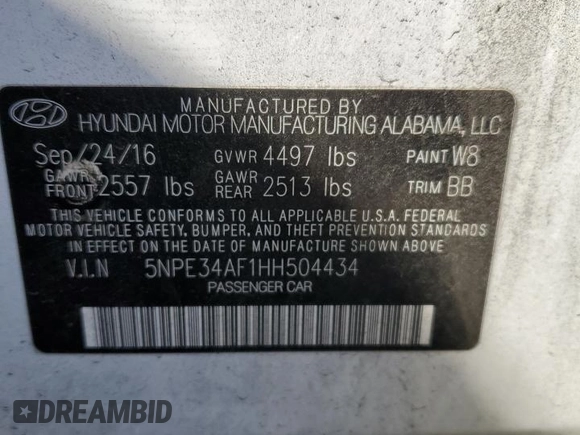 MANUFACTURED BY
HYUNDAI MOTOR MANUFACTURING ALABAMA, LLC
Sep/24/16 GVWR 4497 lbs PAINT W8
GAWR FRONT 2557 lbs GAWR REAR 2513 lbs TRIM BB
THIS VEHICLE CONFORMS TO ALL APPLICABLE U.S.A. FEDERAL
MOTOR VEHICLE SAFETY, BUMPER, AND THEFT PREVENTION STANDARDS
IN EFFECT ON THE DATE OF MANUFACTURE SHOWN ABOVE.
V.I.N 5NPE34AF1HH504434
PASSENGER CAR
DREAMBID